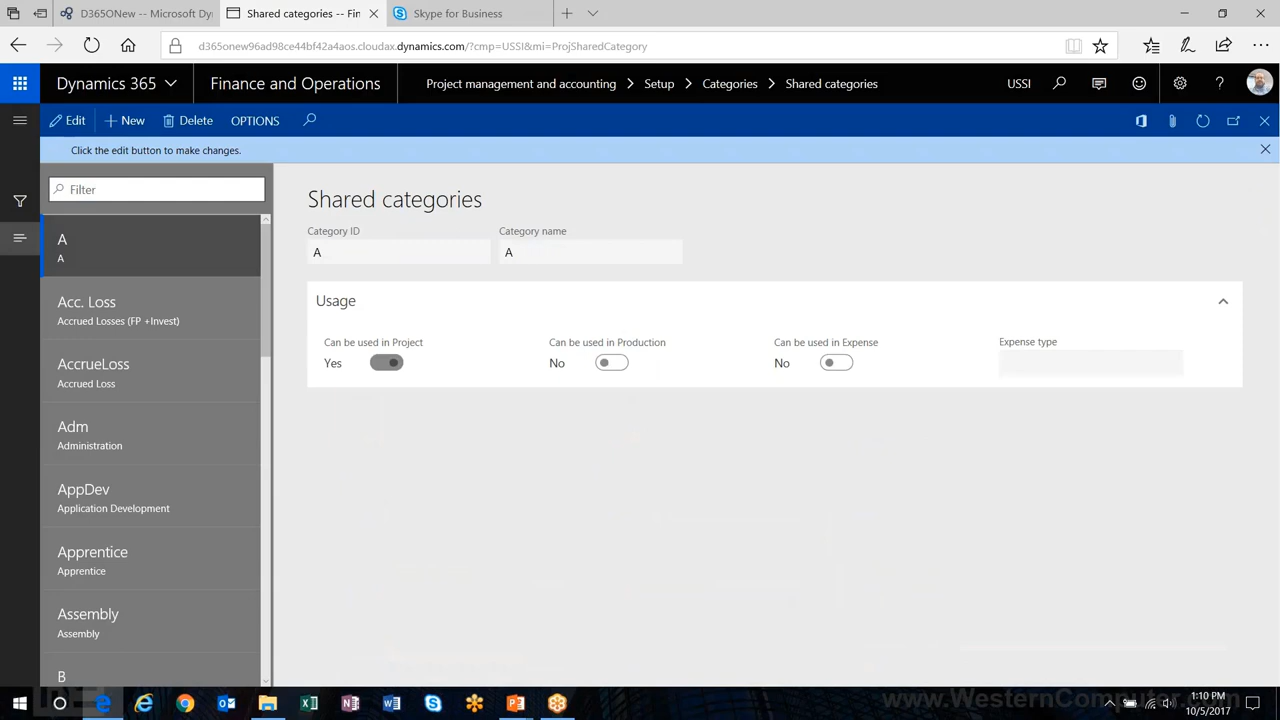 D365ONew -- Microsoft Dy
Shared categories -- Fin
Skype for Business
d365onew96ad98ce44bf42a4aos.cloudax.dynamics.com/?cmp=USSI&mi=ProjSharedCategory
Dynamics 365
Finance and Operations
Project management and accounting > Setup > Categories > Shared categories
USSI
Edit
New
Delete
OPTIONS
Click the edit button to make changes.
Filter
A
A
Acc. Loss
Accrued Losses (FP +Invest)
AccrueLoss
Accrued Loss
Adm
Administration
AppDev
Application Development
Apprentice
Apprentice
Assembly
Assembly
B
Shared categories
Category ID
A
Category name
A
Usage
Can be used in Project
Yes
Can be used in Production
No
Can be used in Expense
No
Expense type
www.WesternComputer.com
1:10 PM
10/5/2017